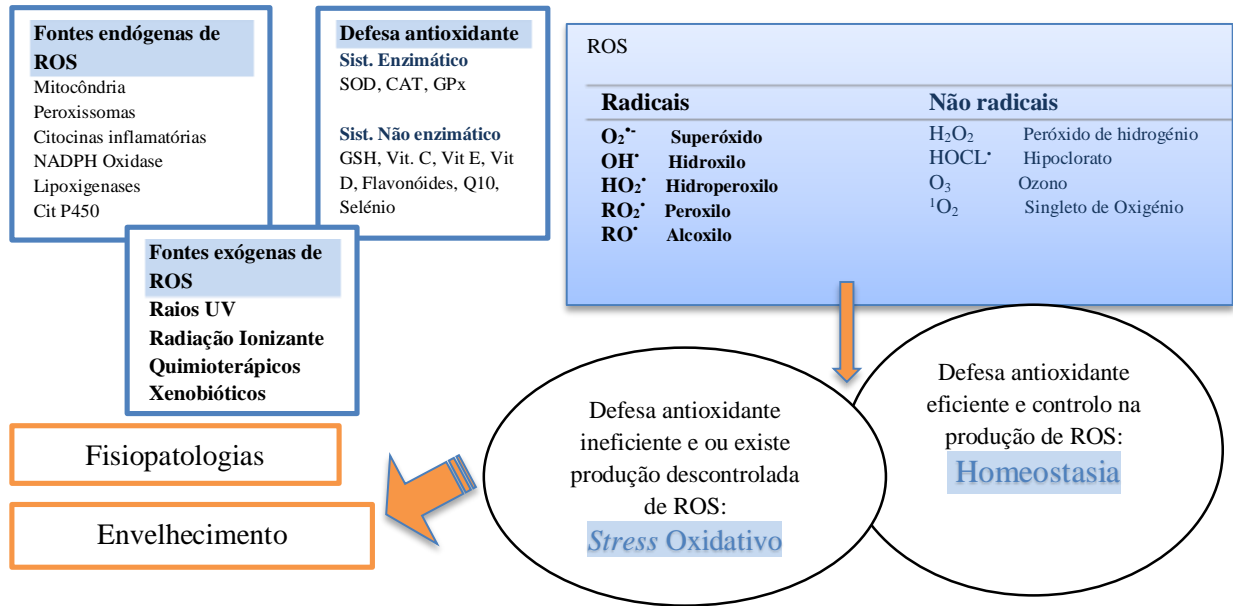 Fontes endógenas de
ROS
Mitocôndria
Peroxissomas
Citocinas inflamatórias
NADPH Oxidase
Lipoxigenases
Cit P450
Defesa antioxidante
Sist. Enzimático
SOD, CAT, GPx
Sist. Não enzimático
GSH, Vit. C, Vit E, Vit
D, Flavonóides, Q10,
Selénio
Fontes exógenas de
ROS
Raios UV
Radiação Ionizante
Quimioterápicos
Xenobióticos
ROS
Radicais
O₂•- Superóxido
OH• Hidroxilo
HO₂• Hidroperoxilo
RO₂• Peroxilo
RO• Alcoxilo
Não radicais
H₂O₂ Peróxido de hidrogénio
HOCL• Hipoclorato
O₃ Ozono
¹O₂ Singleto de Oxigénio
Defesa antioxidante
eficiente e controlo na
produção de ROS:
Homeostasia
Defesa antioxidante
ineficiente e ou existe
produção descontrolada
de ROS:
Stress Oxidativo
Fisiopatologias
Envelhecimento